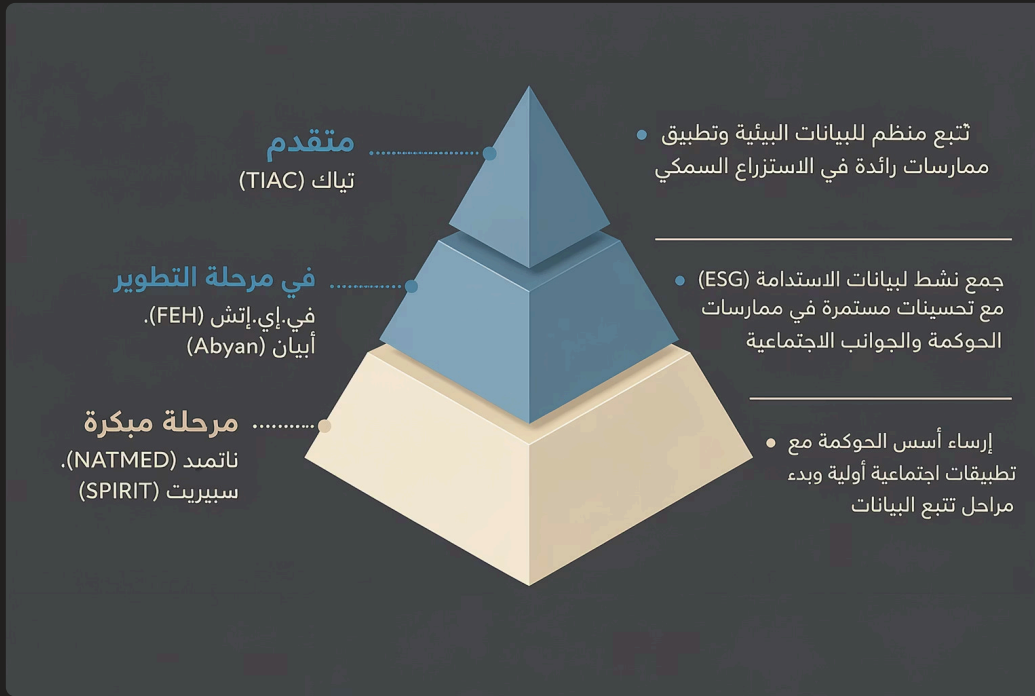 متقدم
تياك (TIAC)
تتبع منظم للبيانات البيئية وتطبيق
ممارسات رائدة في الاستزراع السمكي
في مرحلة التطوير
في.إي.إتش (FEH).
أبيان (Abyan)
جمع نشط لبيانات الاستدامة (ESG)
مع تحسينات مستمرة في ممارسات
الحوكمة والجوانب الاجتماعية
مرحلة مبكرة
ناتمبد (NATMED).
سبيريت (SPIRIT)
إرساء أسس الحوكمة مع
تطبيقات اجتماعية أولية وبدء
مراحل تتبع البيانات